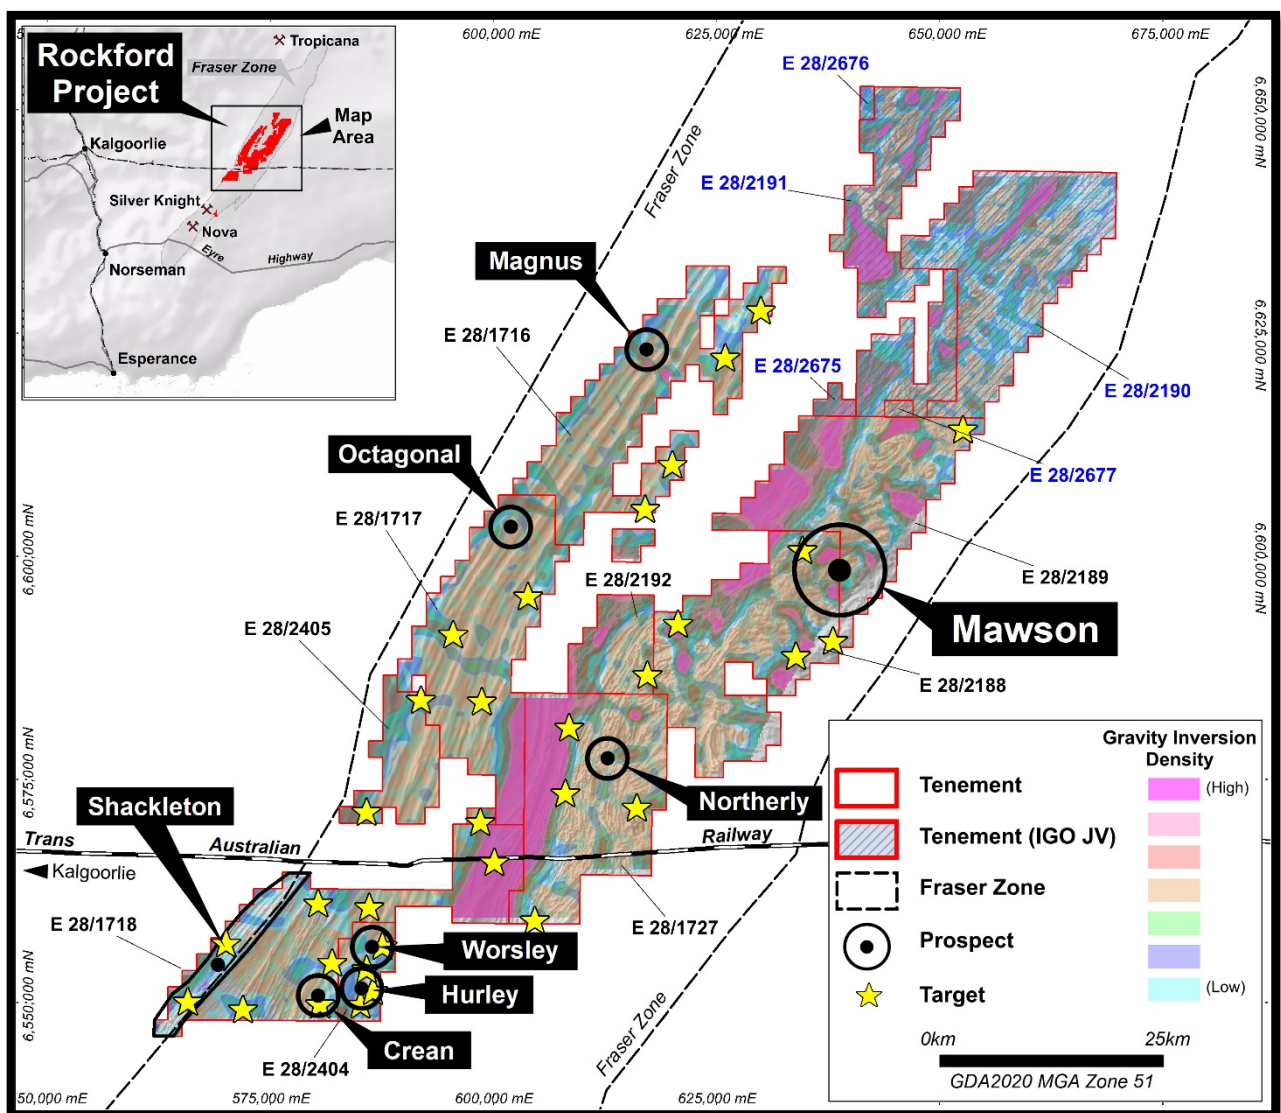 600,000 mE
625,000 mE
650,000 mE
675,000 mE
Tropicana
Rockford
Project
Fraser Zone
Map
Area
Kalgoorlie
Silver Knight
Nova
Eyre
Highway
Norseman
Esperance
E 28/2676
6,650,000 mN
Fraser Zone
E 28/2191
Magnus
E 28/1716
6,625,000 mN
E 28/2675
E 28/2190
Octagonal
E 28/2677
E 28/1717
6,600,000 mN
6,600,000 mN
E 28/2192
E 28/2189
E 28/2405
Mawson
E 28/2188
6,575,000 mN
Shackleton
Northerly
Trans
Australian
Railway
Kalgoorlie
E 28/1718
E 28/1727
Worsley
Hurley
6,550,000 mN
Crean
E 28/2404
Fraser Zone
50,000 mE
575,000 mE
600,000 mE
625,000 mE
Gravity Inversion
Density
Tenement
(High)
Tenement (IGO JV)
Fraser Zone
Prospect
Target
(Low)
0km
25km
GDA2020 MGA Zone 51